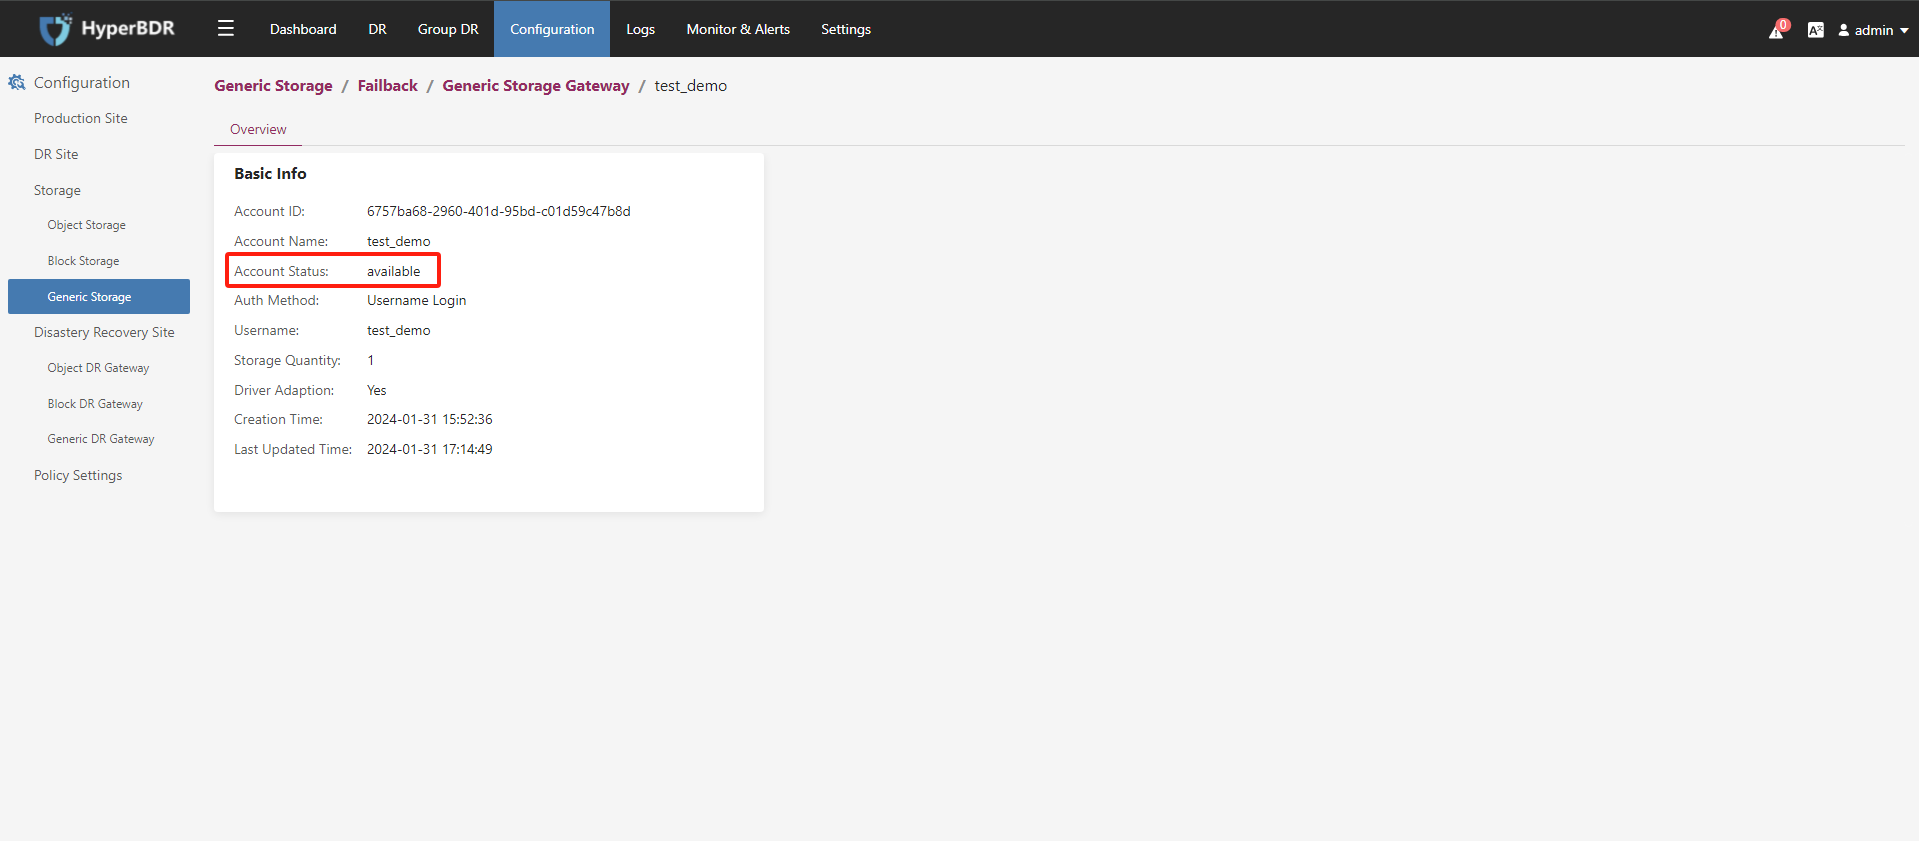 HyperBDR
Dashboard
DR
Group DR
Configuration
Logs
Monitor & Alerts
Settings
0
admin
Configuration
Production Site
DR Site
Storage
Object Storage
Block Storage
Generic Storage
Disastery Recovery Site
Object DR Gateway
Block DR Gateway
Generic DR Gateway
Policy Settings
Generic Storage / Failback / Generic Storage Gateway / test_demo
Overview
Basic Info
Account ID: 6757ba68-2960-401d-95bd-c01d59c47b8d
Account Name: test_demo
Account Status: available
Auth Method: Username Login
Username: test_demo
Storage Quantity: 1
Driver Adaption: Yes
Creation Time: 2024-01-31 15:52:36
Last Updated Time: 2024-01-31 17:14:49